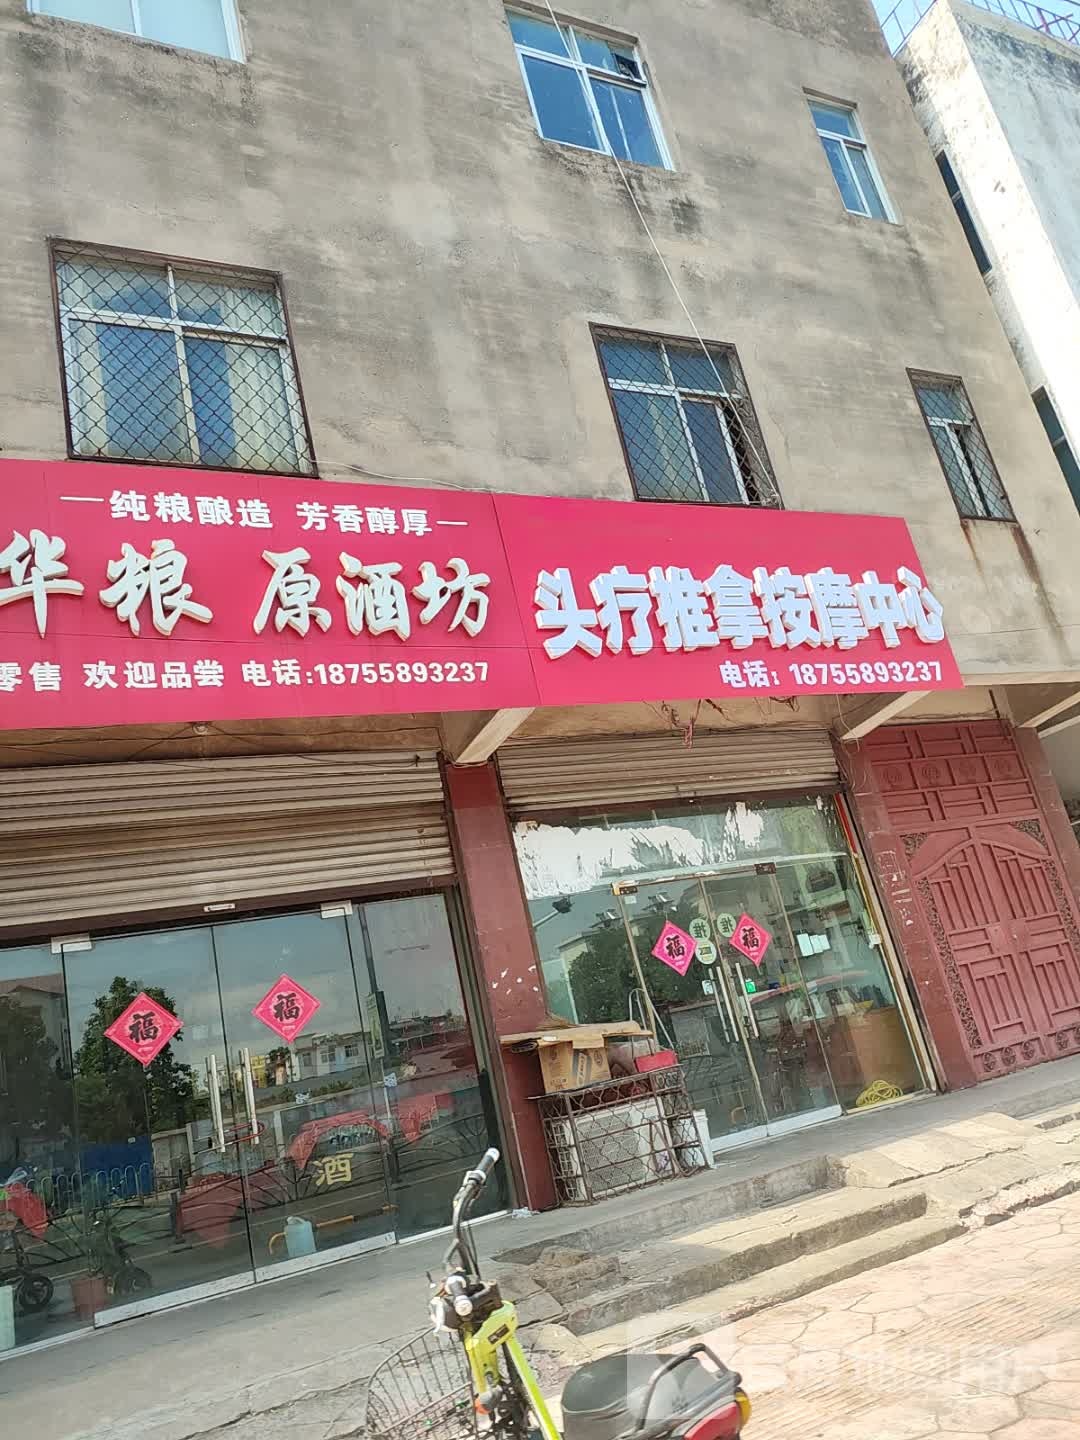 纯粮酿造 芳香醇厚
华粮 原酒坊
零售 欢迎品尝 电话:18755893237
头疗推拿按摩中心
电话: 18755893237
福
福
福
推
推
福
酒